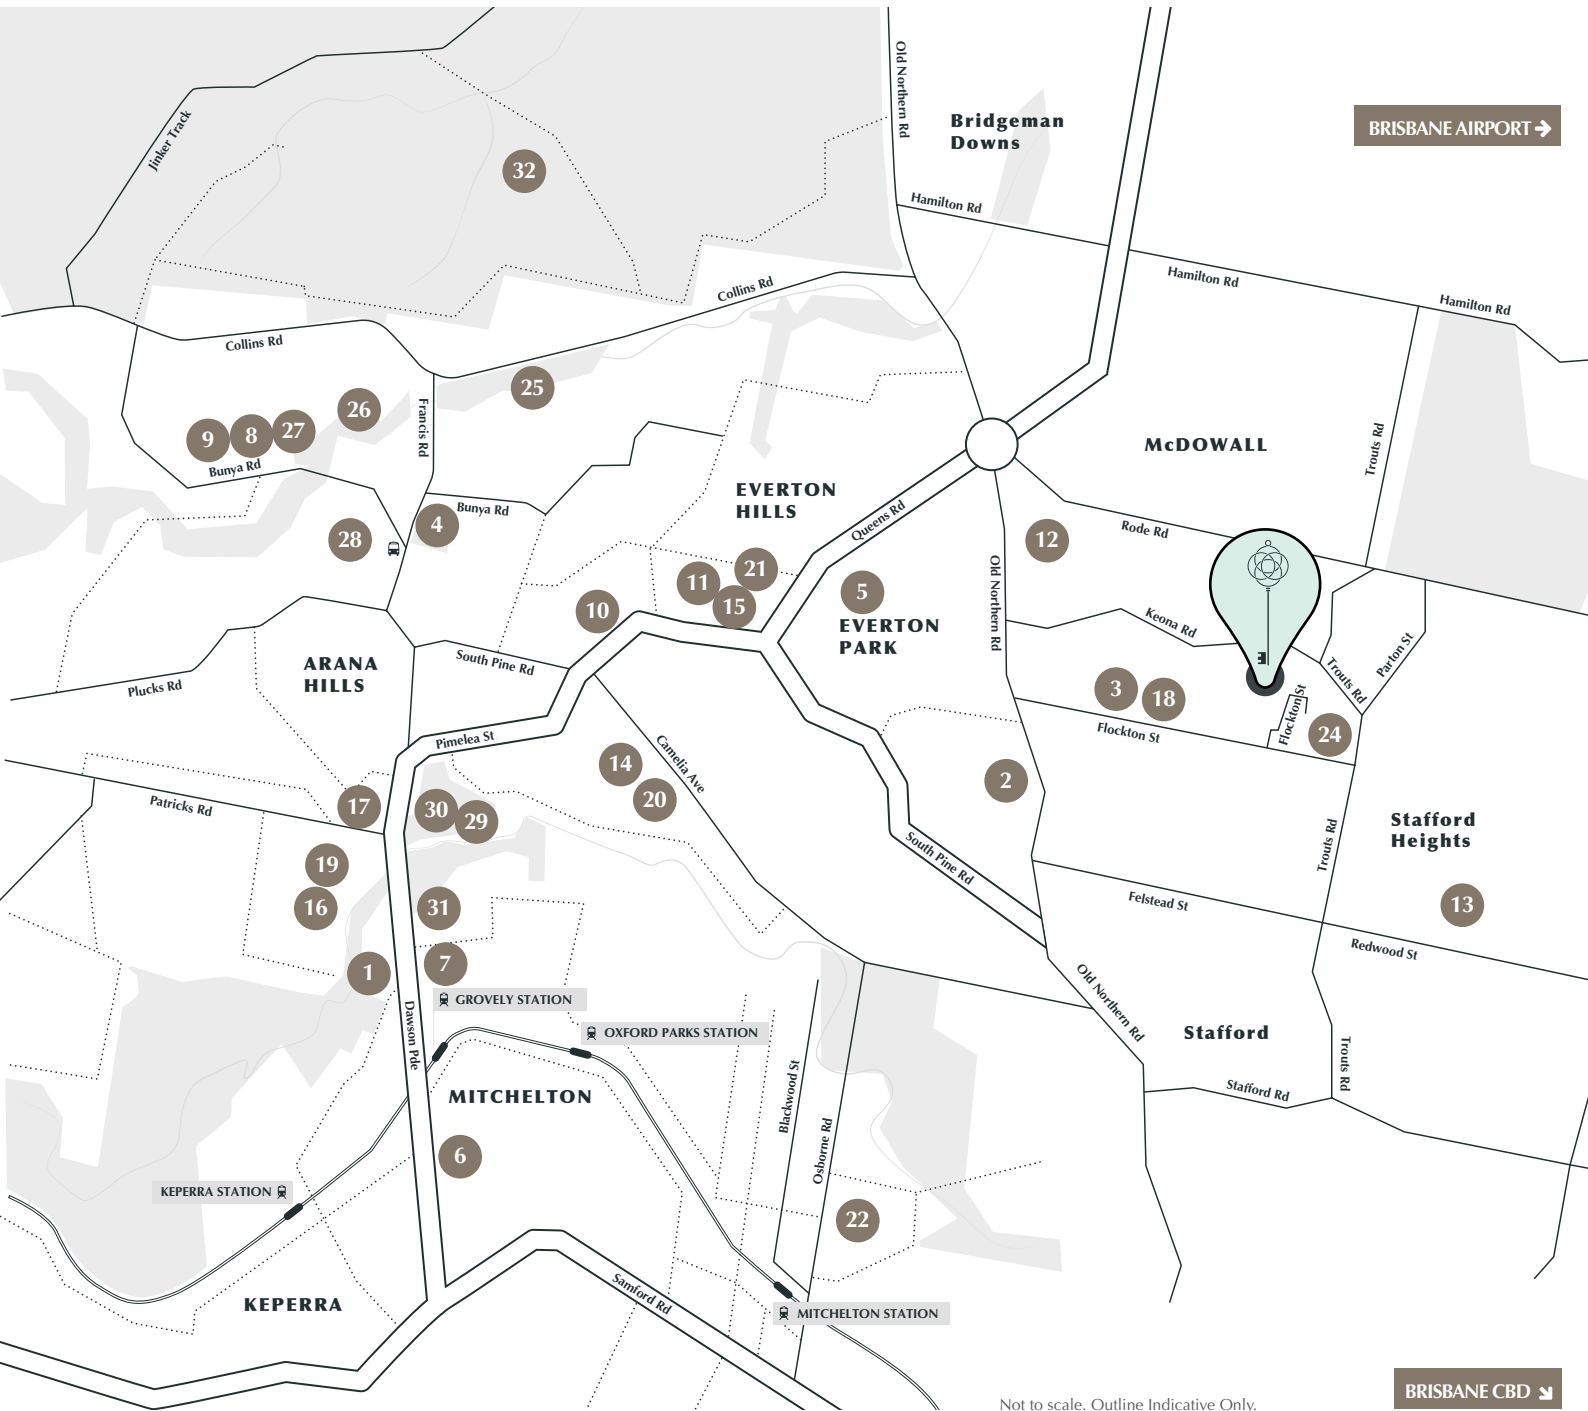 Old Northern Rd
Bridgeman
Downs
BRISBANE AIRPORT
Jinker Track
32
Hamilton Rd
Hamilton Rd
Hamilton Rd
Collins Rd
Collins Rd
25
26
Francis Rd
9
8
27
Bunya Rd
Trouts Rd
McDOWALL
EVERTON
HILLS
Bunya Rd
4
28
Queens Rd
Rode Rd
12
Old Northern Rd
21
11
15
10
5
EVERTON
PARK
Keona Rd
Parton St
Trouts Rd
ARANA
HILLS
South Pine Rd
Plucks Rd
3
18
Flockton St
Flockton St
24
Pimelea St
Camelia Ave
14
20
2
Patricks Rd
17
30
29
South Pine Rd
Trouts Rd
Stafford
Heights
19
16
31
Felstead St
13
Redwood St
1
7
GROVELY STATION
Dawson Pde
OXFORD PARKS STATION
Old Northern Rd
Stafford
Trouts Rd
Stafford Rd
MITCHELTON
Blackwood St
Osborne Rd
6
KEPERRA STATION
22
KEPERRA
Samford Rd
MITCHELTON STATION
BRISBANE CBD
Not to scale. Outline Indicative Only.